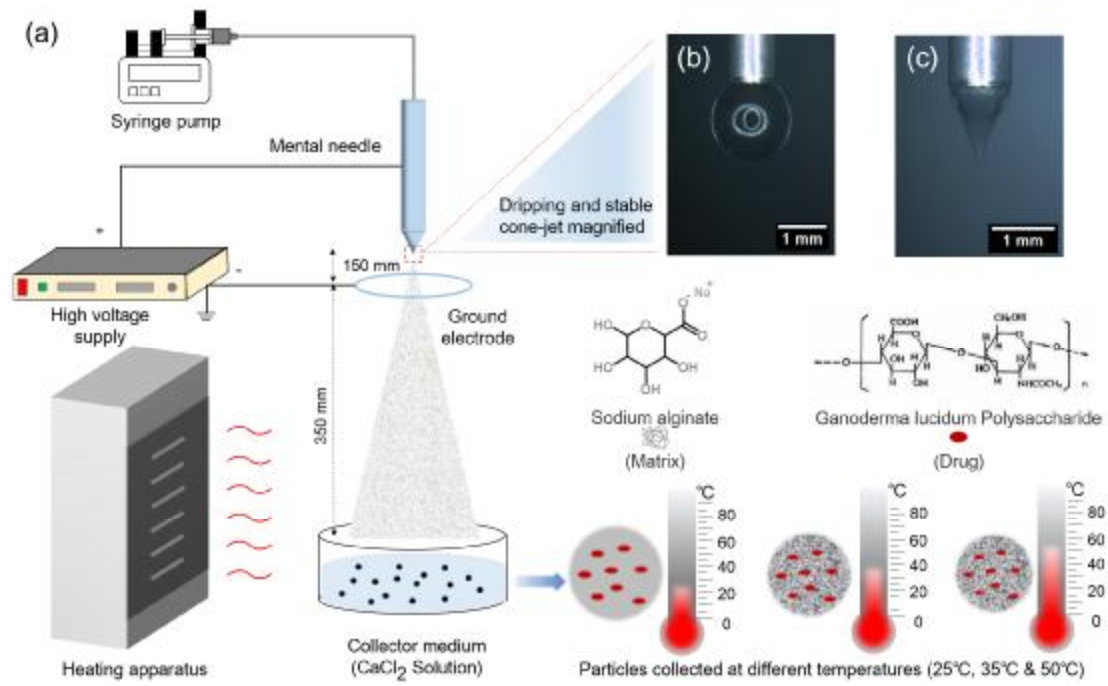 (a)
Syringe pump
Mental needle
+
-
High voltage
supply
150 mm
Ground
electrode
350 mm
Dripping and stable
cone-jet magnified
(b)
1 mm
(c)
1 mm
O
O⁻ Na⁺
O
HO
HO
OH
OH
Sodium alginate
(Matrix)
COOH
O
H
H
OH
H
H
OH
O
CH₂OH
O
H
H
HO
H
NHCOCH₃
O
n
Ganoderma lucidum Polysaccharide
(Drug)
Heating apparatus
Collector medium
(CaCl₂ Solution)
℃
80
60
40
20
0
℃
80
60
40
20
0
℃
80
60
40
20
0
Particles collected at different temperatures (25℃, 35℃ & 50℃)